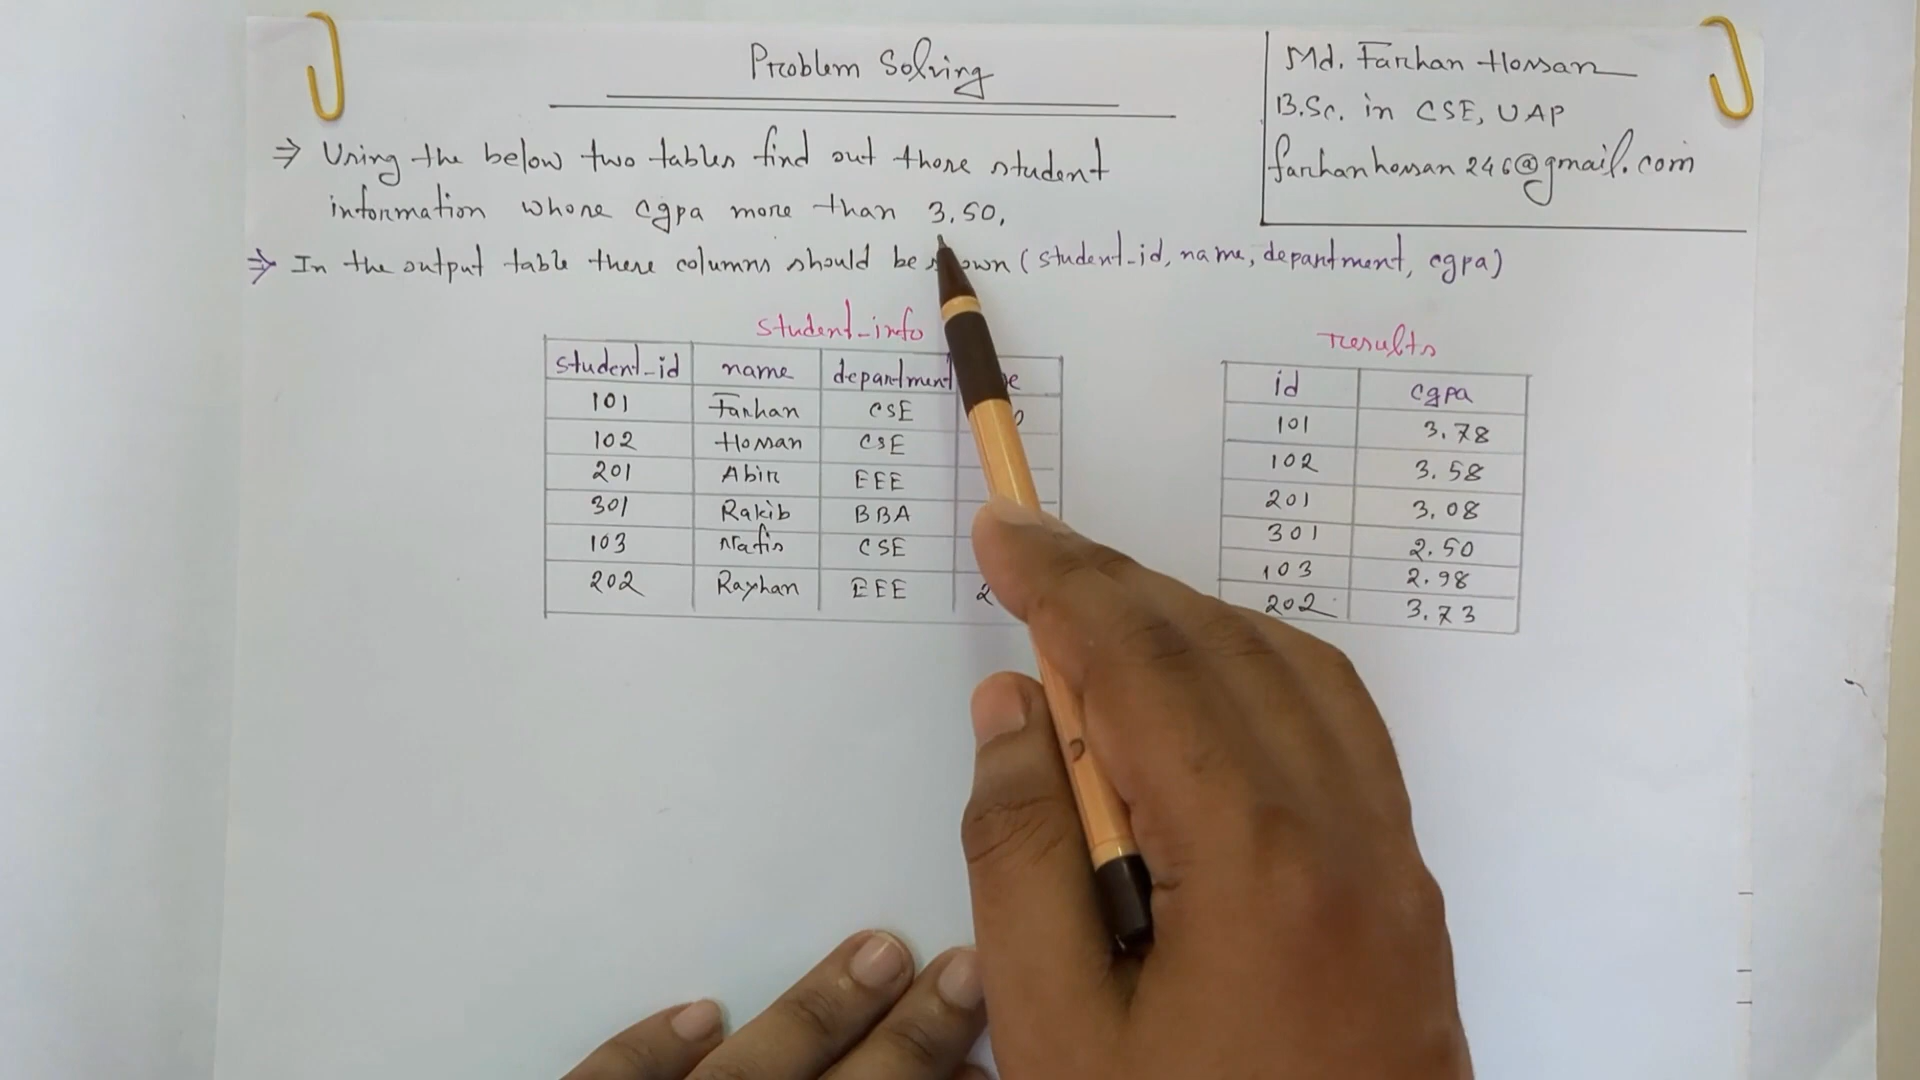 Problem Solving
Md. Farhan Hossan
B.Sc. in CSE, UAP
farhanhossan246@gmail.com
⇒ Using the below two tables find out those student
information whose cgpa more than 3.50.
⇒ In the output table these columns should be (student_id, name, department, cgpa)
student_info
student_id name department
101 Farhan CSE
102 Hossan CSE
201 Abir EEE
301 Rakib BBA
103 Nafis CSE
202 Rayhan EEE 2
results
id cgpa
101 3.78
102 3.58
201 3.08
301 2.50
103 2.98
202 3.73